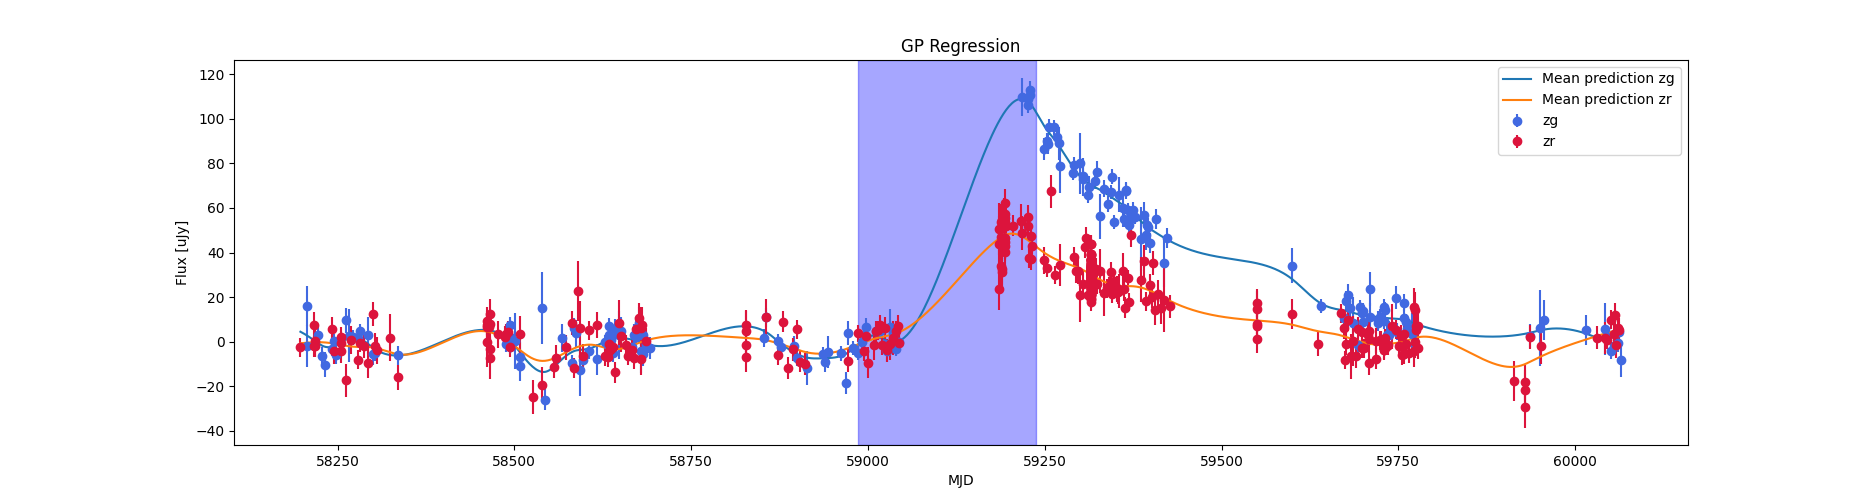 GP Regression
120
100
80
60
40
20
0
−20
−40
Flux [uJy]
58250 58500 58750 59000 59250 59500 59750 60000
MJD
Mean prediction zg
Mean prediction zr
zg
zr